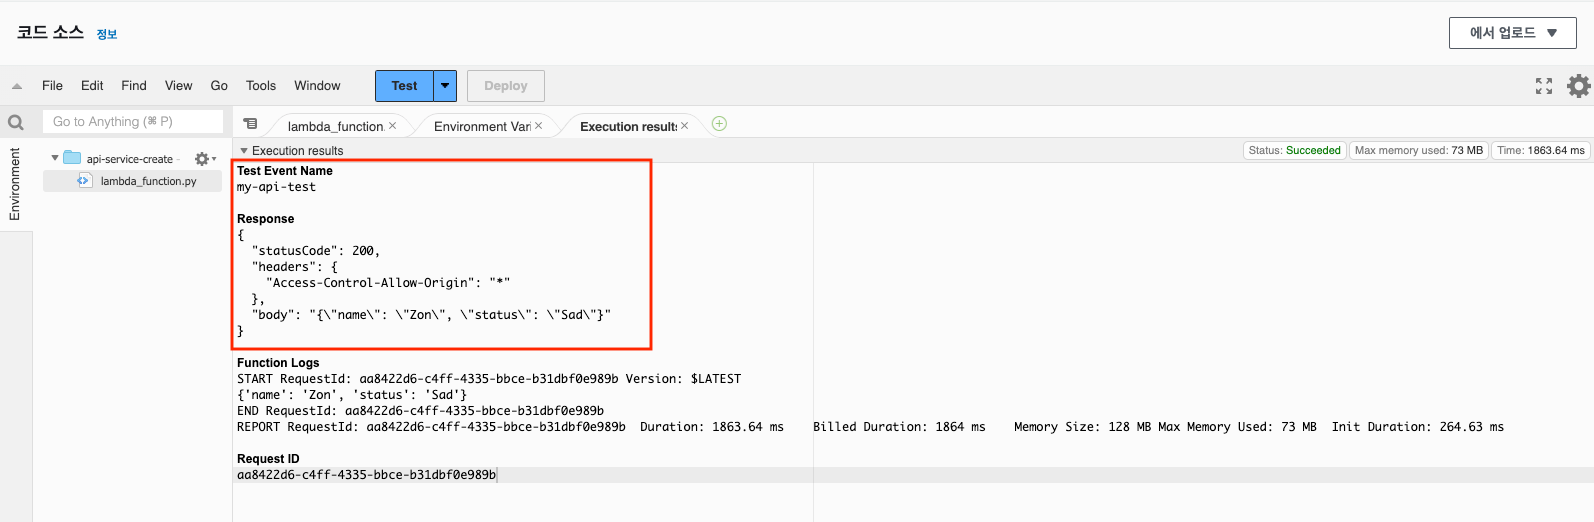 코드 소스 정보
에서 업로드 ▼
File Edit Find View Go Tools Window Test Deploy
Go to Anything (⌘ P)
lambda_function. × Environment Vari × Execution results ×
Environment
api-service-create -
lambda_function.py
Execution results
Status: Succeeded Max memory used: 73 MB Time: 1863.64 ms
Test Event Name
my-api-test
Response
{
  "statusCode": 200,
  "headers": {
    "Access-Control-Allow-Origin": "*"
  },
  "body": "{\"name\": \"Zon\", \"status\": \"Sad\"}"
}
Function Logs
START RequestId: aa8422d6-c4ff-4335-bbce-b31dbf0e989b Version: $LATEST
{'name': 'Zon', 'status': 'Sad'}
END RequestId: aa8422d6-c4ff-4335-bbce-b31dbf0e989b
REPORT RequestId: aa8422d6-c4ff-4335-bbce-b31dbf0e989b  Duration: 1863.64 ms    Billed Duration: 1864 ms    Memory Size: 128 MB Max Memory Used: 73 MB  Init Duration: 264.63 ms
Request ID
aa8422d6-c4ff-4335-bbce-b31dbf0e989b